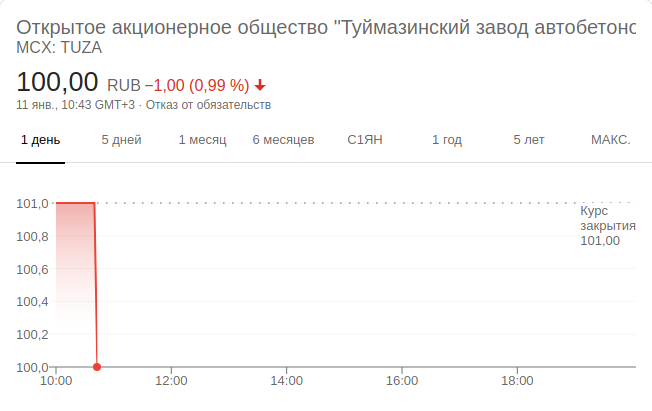 Открытое акционерное общество "Туймазинский завод автобетоно
MCX: TUZA
100,00 RUB −1,00 (0,99 %)
11 янв., 10:43 GMT+3 · Отказ от обязательств
1 день 5 дней 1 месяц 6 месяцев С1ЯН 1 год 5 лет МАКС.
101,0
Курс
закрытия
101,00
100,8
100,6
100,4
100,2
100,0
10:00 12:00 14:00 16:00 18:00